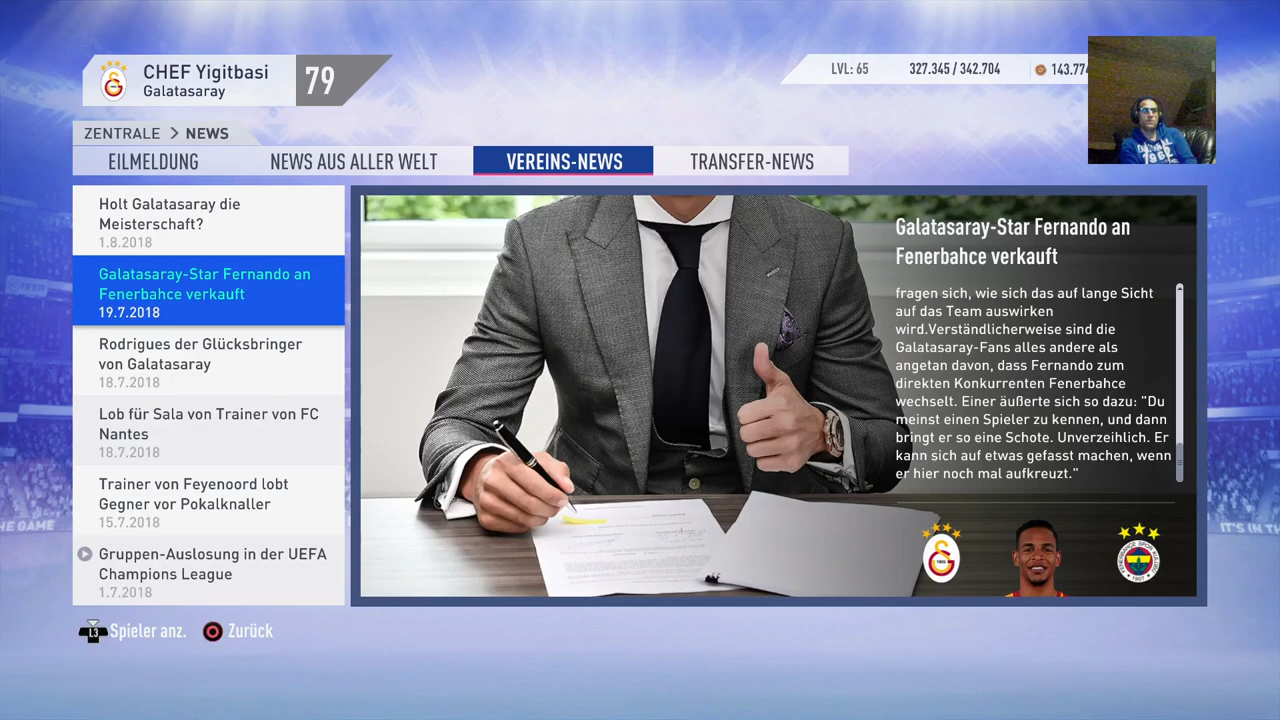 CHEF Yigitbasi
Galatasaray
79
LVL: 65
327.345 / 342.704
143.774
ZENTRALE > NEWS
EILMELDUNG
NEWS AUS ALLER WELT
VEREINS-NEWS
TRANSFER-NEWS
Holt Galatasaray die
Meisterschaft?
1.8.2018
Galatasaray-Star Fernando an
Fenerbahce verkauft
19.7.2018
Rodrigues der Glücksbringer
von Galatasaray
18.7.2018
Lob für Sala von Trainer von FC
Nantes
18.7.2018
Trainer von Feyenoord lobt
Gegner vor Pokalknaller
15.7.2018
Gruppen-Auslosung in der UEFA
Champions League
1.7.2018
Galatasaray-Star Fernando an
Fenerbahce verkauft
fragen sich, wie sich das auf lange Sicht
auf das Team auswirken
wird.Verständlicherweise sind die
Galatasaray-Fans alles andere als
angetan davon, dass Fernando zum
direkten Konkurrenten Fenerbahce
wechselt. Einer äußerte sich so dazu: "Du
meinst einen Spieler zu kennen, und dann
bringt er so eine Schote. Unverzeihlich. Er
kann sich auf etwas gefasst machen, wenn
er hier noch mal aufkreuzt."
L3 Spieler anz.
Zurück